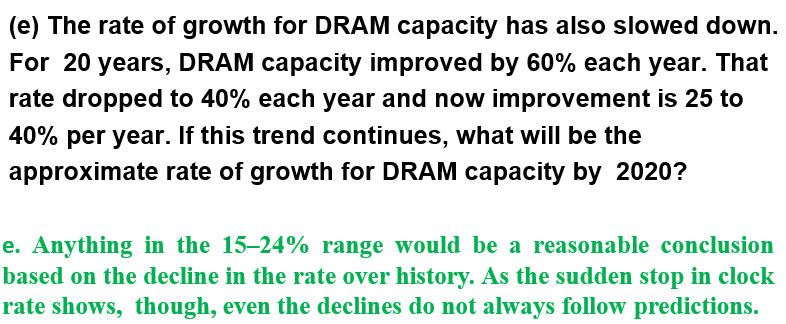 (e) The rate of growth for DRAM capacity has also slowed down.
For  20 years, DRAM capacity improved by 60% each year. That
rate dropped to 40% each year and now improvement is 25 to
40% per year. If this trend continues, what will be the
approximate rate of growth for DRAM capacity by  2020?
e. Anything in the 15–24% range would be a reasonable conclusion
based on the decline in the rate over history. As the sudden stop in clock
rate shows,  though, even the declines do not always follow predictions.